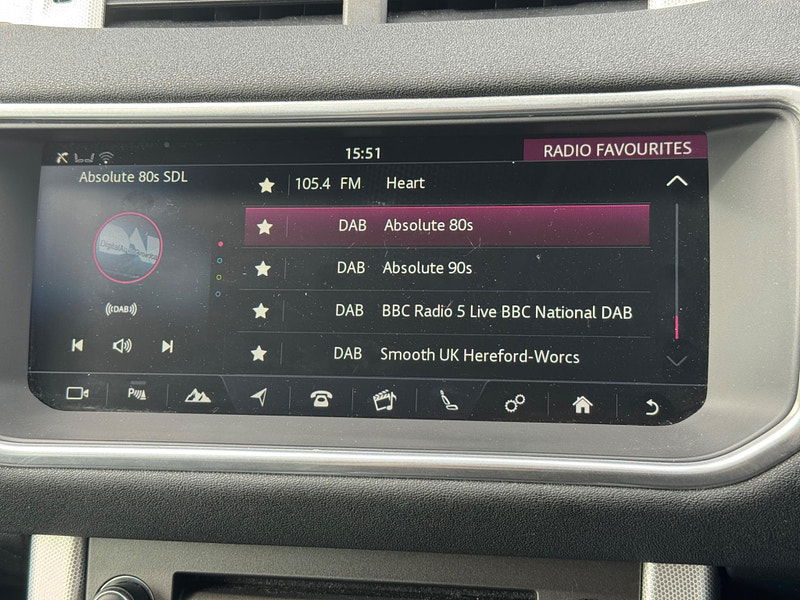 15:51
RADIO FAVOURITES
Absolute 80s SDL
105.4 FM Heart
DAB Absolute 80s
DAB Absolute 90s
DAB BBC Radio 5 Live BBC National DAB
DAB Smooth UK Hereford-Worcs
((DAB))
P